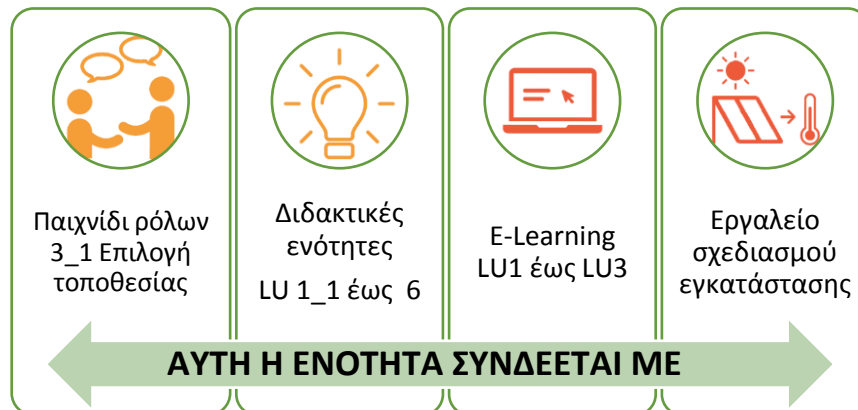 Παιχνίδι ρόλων
3_1 Επιλογή
τοποθεσίας
Διδακτικές
ενότητες
LU 1_1 έως 6
E-Learning
LU1 έως LU3
Εργαλείο
σχεδιασμού
εγκατάστασης
ΑΥΤΗ Η ΕΝΟΤΗΤΑ ΣΥΝΔΕΕΤΑΙ ΜΕ